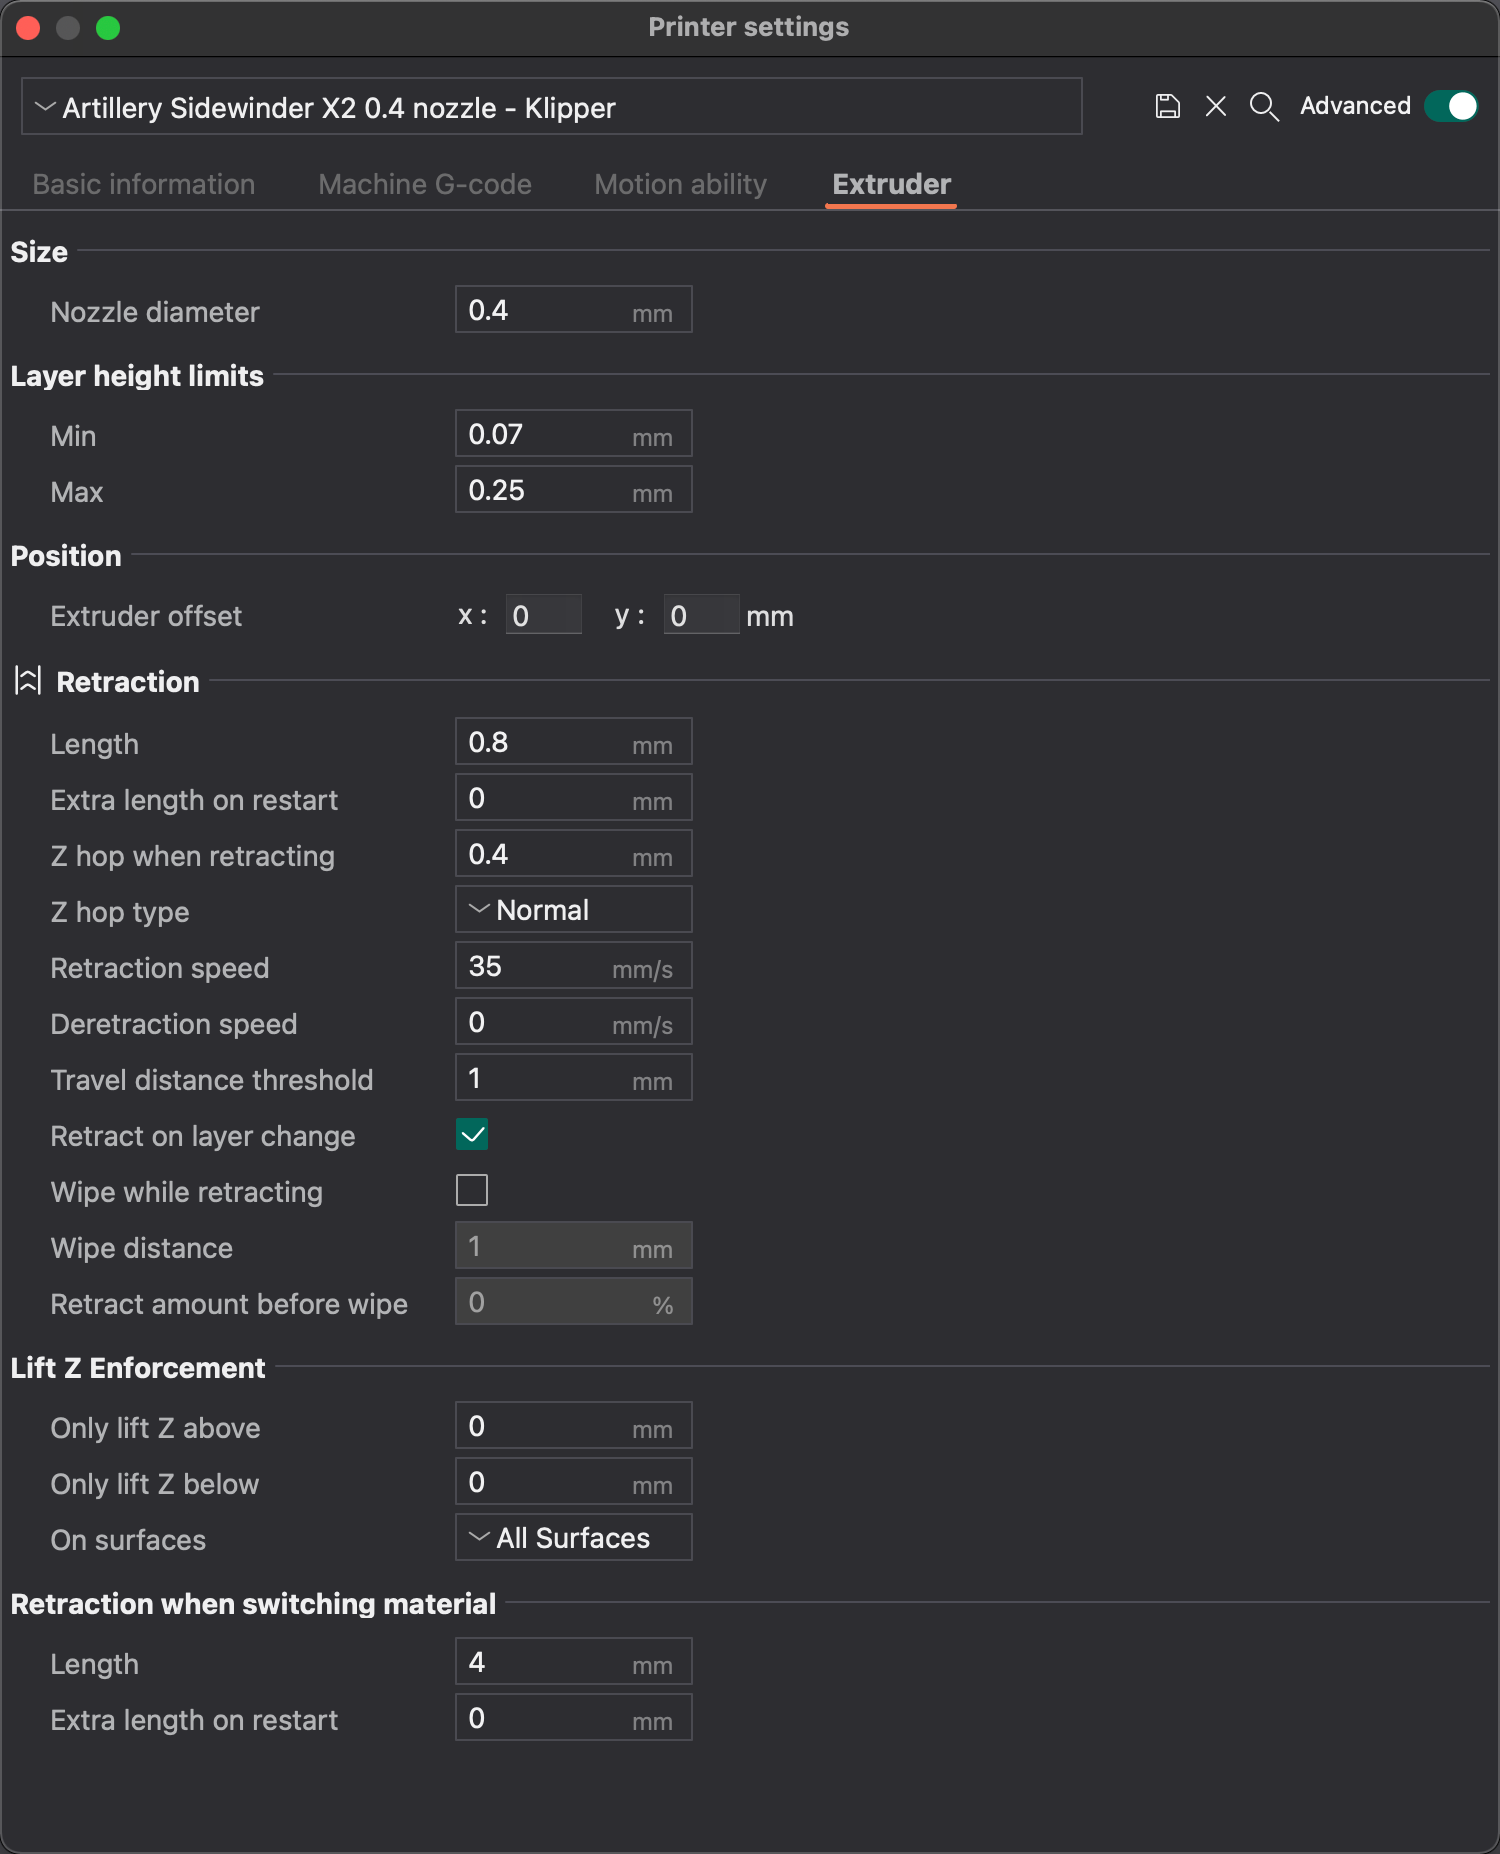 Printer settings
Artillery Sidewinder X2 0.4 nozzle - Klipper
Advanced
Basic information Machine G-code Motion ability Extruder
Size
Nozzle diameter 0.4 mm
Layer height limits
Min 0.07 mm
Max 0.25 mm
Position
Extruder offset x : 0 y : 0 mm
Retraction
Length 0.8 mm
Extra length on restart 0 mm
Z hop when retracting 0.4 mm
Z hop type Normal
Retraction speed 35 mm/s
Deretraction speed 0 mm/s
Travel distance threshold 1 mm
Retract on layer change
Wipe while retracting
Wipe distance 1 mm
Retract amount before wipe 0 %
Lift Z Enforcement
Only lift Z above 0 mm
Only lift Z below 0 mm
On surfaces All Surfaces
Retraction when switching material
Length 4 mm
Extra length on restart 0 mm